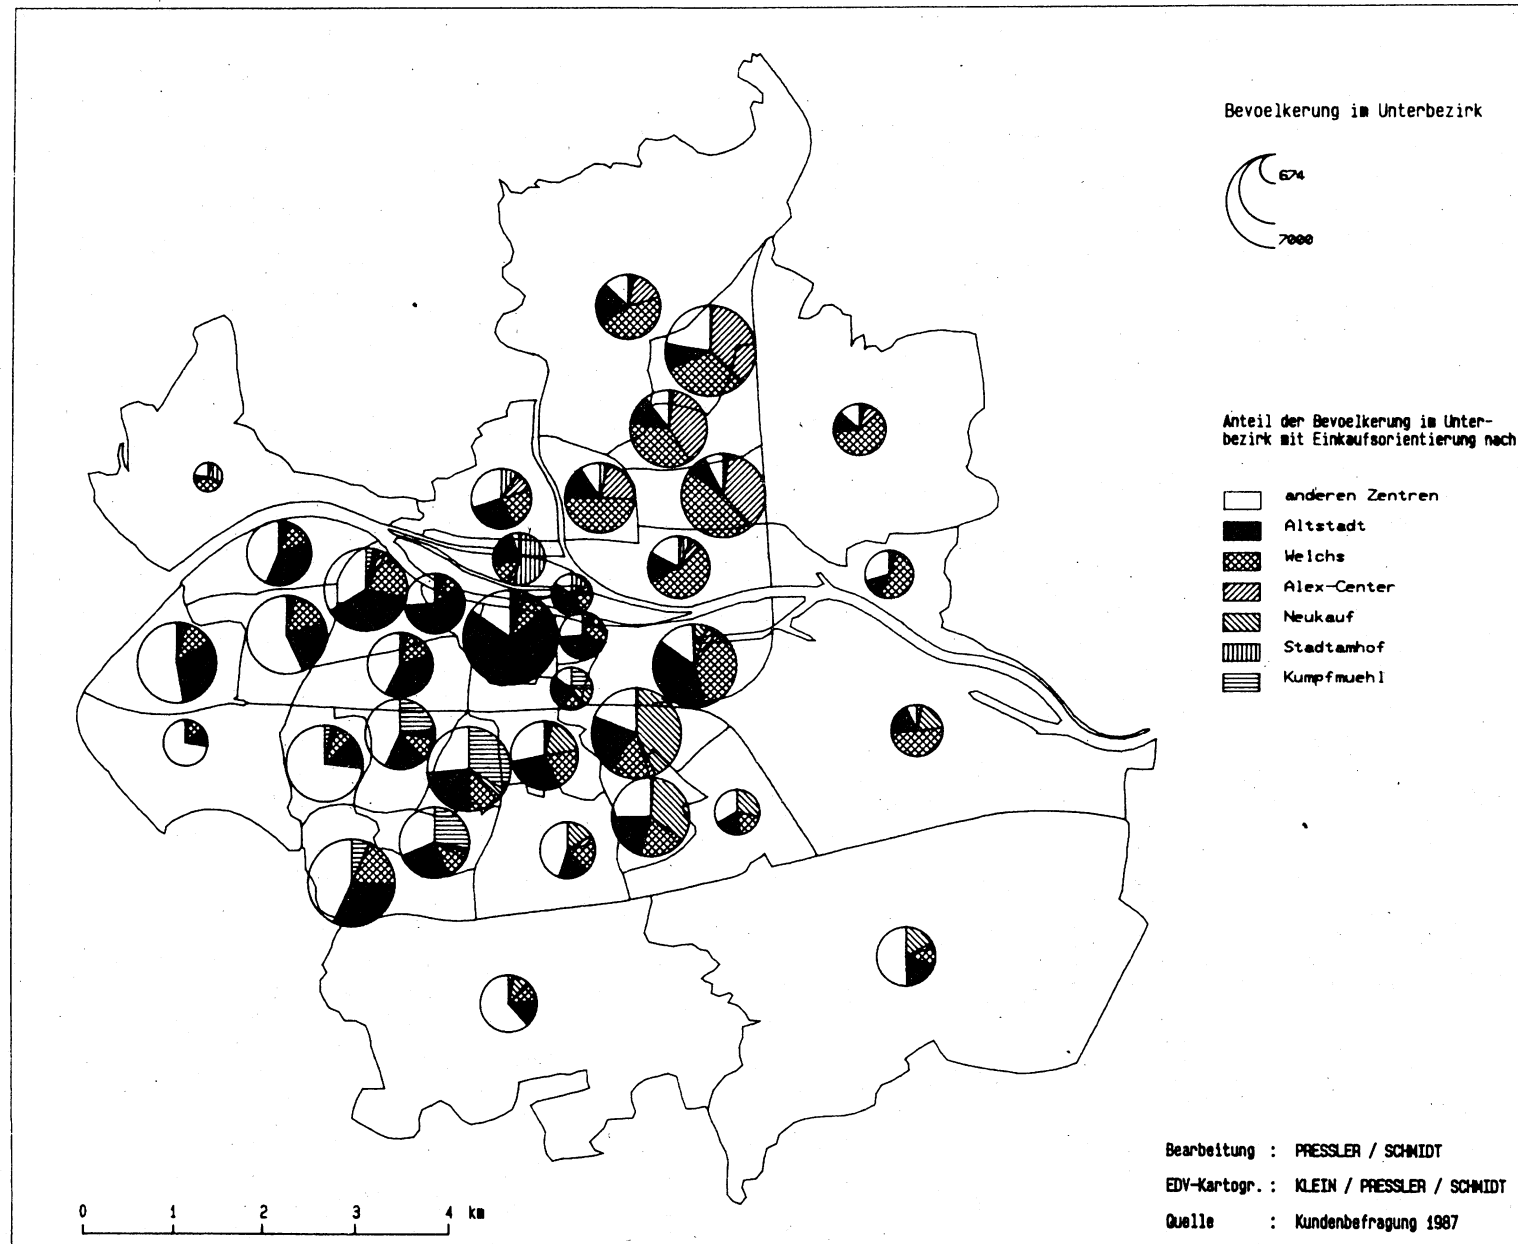 Bevoelkerung im Unterbezirk
674
7000
Anteil der Bevoelkerung im Unter-
bezirk mit Einkaufsorientierung nach
anderen Zentren
Altstadt
Welchs
Alex-Center
Neukauf
Stadtamhof
Kumpfmuehl
Bearbeitung : PRESSLER / SCHMIDT
EDV-Kartogr. : KLEIN / PRESSLER / SCHMIDT
Quelle : Kundenbefragung 1987
0 1 2 3 4 km